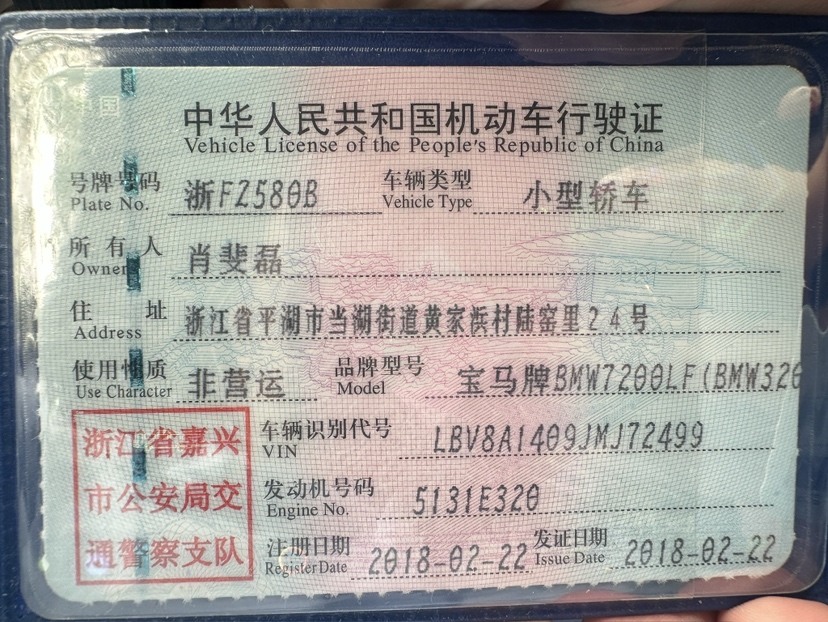 中华人民共和国机动车行驶证
Vehicle License of the People's Republic of China
号牌号码 浙F2580B 车辆类型 小型轿车
Plate No. Vehicle Type
所有人 肖斐磊
Owner
住址 浙江省平湖市当湖街道黄家浜村陆窑里24号
Address
使用性质 非营运 品牌型号 宝马牌BMW7200LF(BMW320
Use Character Model
浙江省嘉兴
市公安局交
通警察支队
车辆识别代号 LBV8A1409JMJ72499
VIN
发动机号码 5131E320
Engine No.
注册日期 2018-02-22 发证日期 2018-02-22
Register Date Issue Date